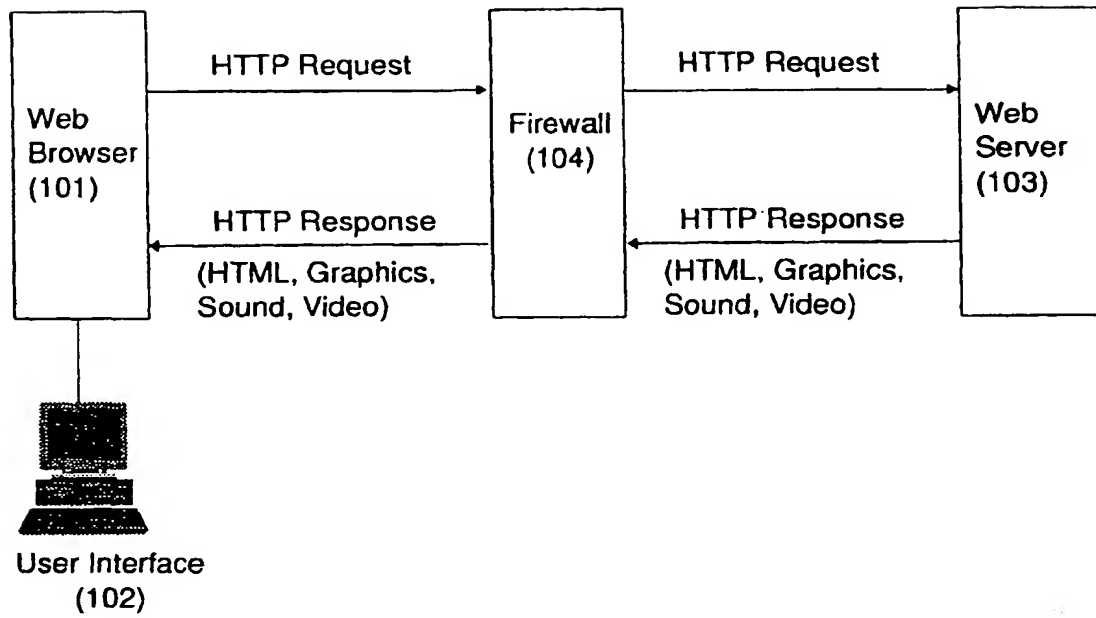 HTTP Request
HTTP Request
Web
Browser
(101)
Firewall
(104)
Web
Server
(103)
HTTP Response
(HTML, Graphics,
Sound, Video)
HTTP Response
(HTML, Graphics,
Sound, Video)
User Interface
(102)